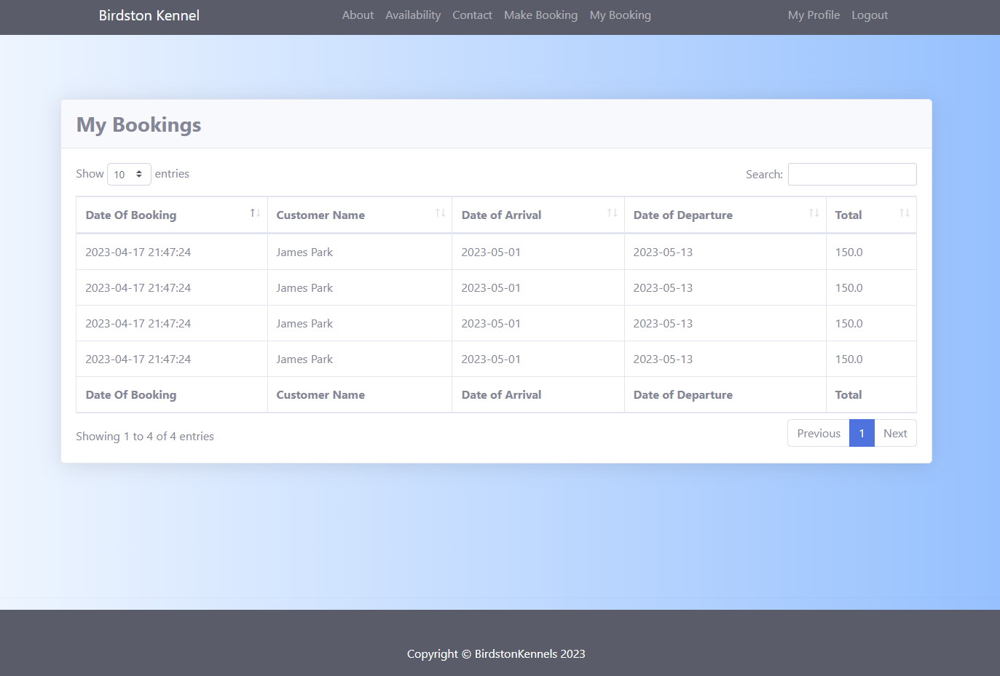 Birdston Kennel About Availability Contact Make Booking My Booking My Profile Logout
My Bookings
Show 10 entries Search:
Date Of Booking Customer Name Date of Arrival Date of Departure Total
2023-04-17 21:47:24 James Park 2023-05-01 2023-05-13 150.0
2023-04-17 21:47:24 James Park 2023-05-01 2023-05-13 150.0
2023-04-17 21:47:24 James Park 2023-05-01 2023-05-13 150.0
2023-04-17 21:47:24 James Park 2023-05-01 2023-05-13 150.0
Date Of Booking Customer Name Date of Arrival Date of Departure Total
Showing 1 to 4 of 4 entries Previous 1 Next
Copyright © BirdstonKennels 2023